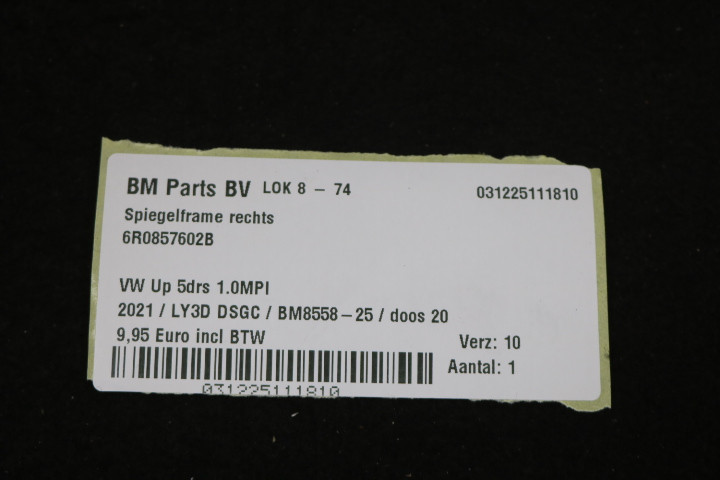 BM Parts BV LOK 8 – 74 031225111810
Spiegelframe rechts
6R0857602B
VW Up 5drs 1.0MPI
2021 / LY3D DSGC / BM8558–25 / doos 20
9,95 Euro incl BTW Verz: 10
Aantal: 1
031225111810